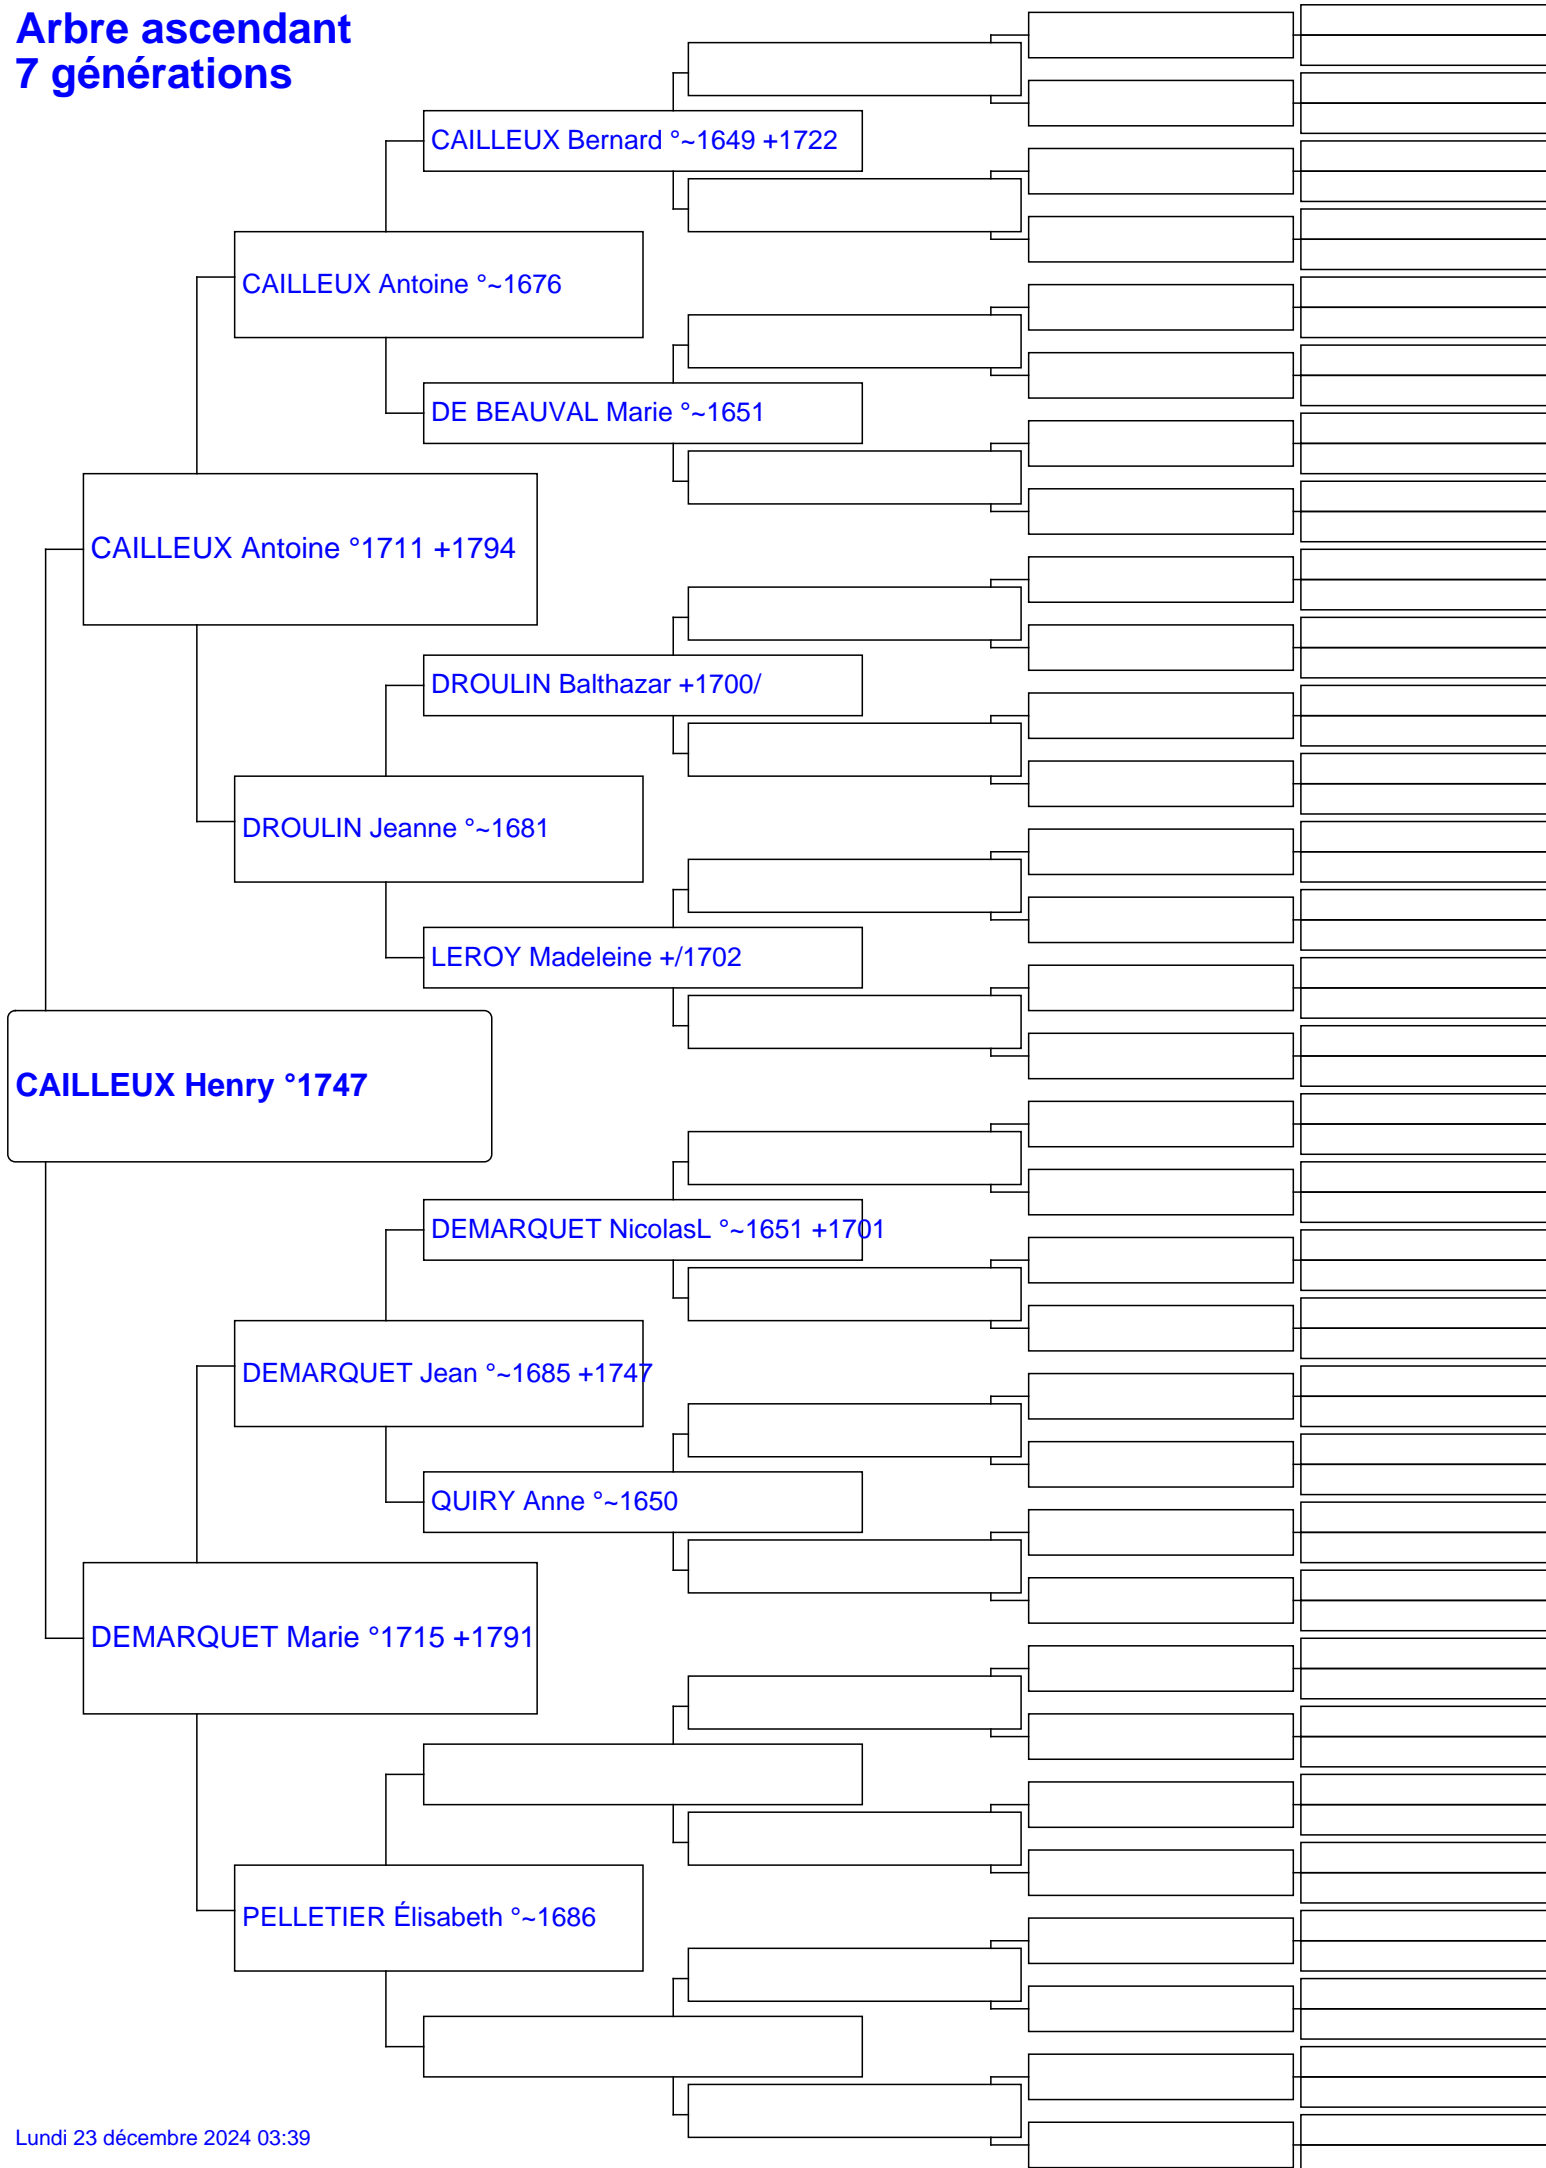 Arbre ascendant
7 générations
CAILLEUX Bernard °~1649 +1722
CAILLEUX Antoine °~1676
DE BEAUVAL Marie °~1651
CAILLEUX Antoine °1711 +1794
DROULIN Balthazar +1700/
DROULIN Jeanne °~1681
LEROY Madeleine +/1702
CAILLEUX Henry °1747
DEMARQUET NicolasL °~1651 +1701
DEMARQUET Jean °~1685 +1747
QUIRY Anne °~1650
DEMARQUET Marie °1715 +1791
PELLETIER Élisabeth °~1686
Lundi 23 décembre 2024 03:39